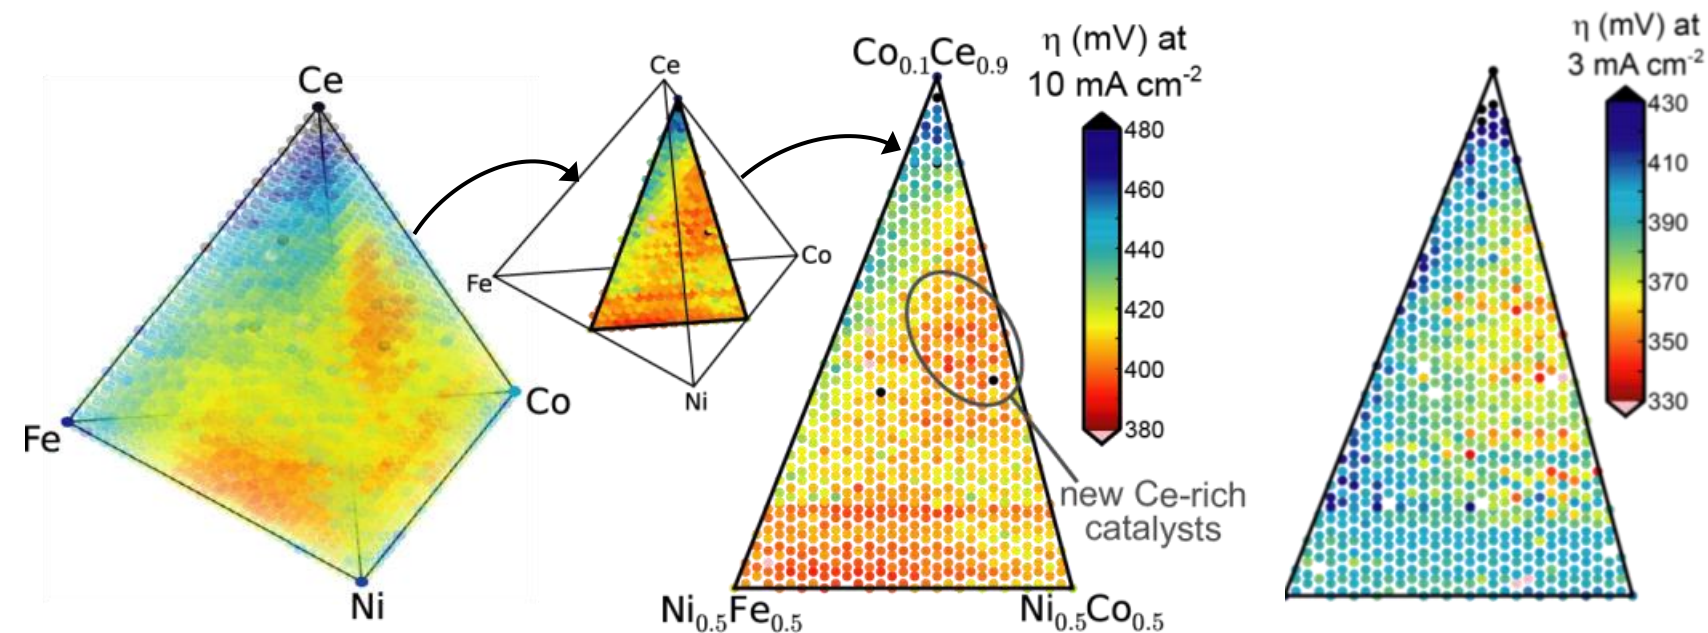 Ce
Fe
Co
Ni
Ce
Fe
Co
Ni
Co0.1Ce0.9
Ni0.5Fe0.5
Ni0.5Co0.5
new Ce-rich
catalysts
η (mV) at
10 mA cm-2
480
460
440
420
400
380
η (mV) at
3 mA cm-2
430
410
390
370
350
330